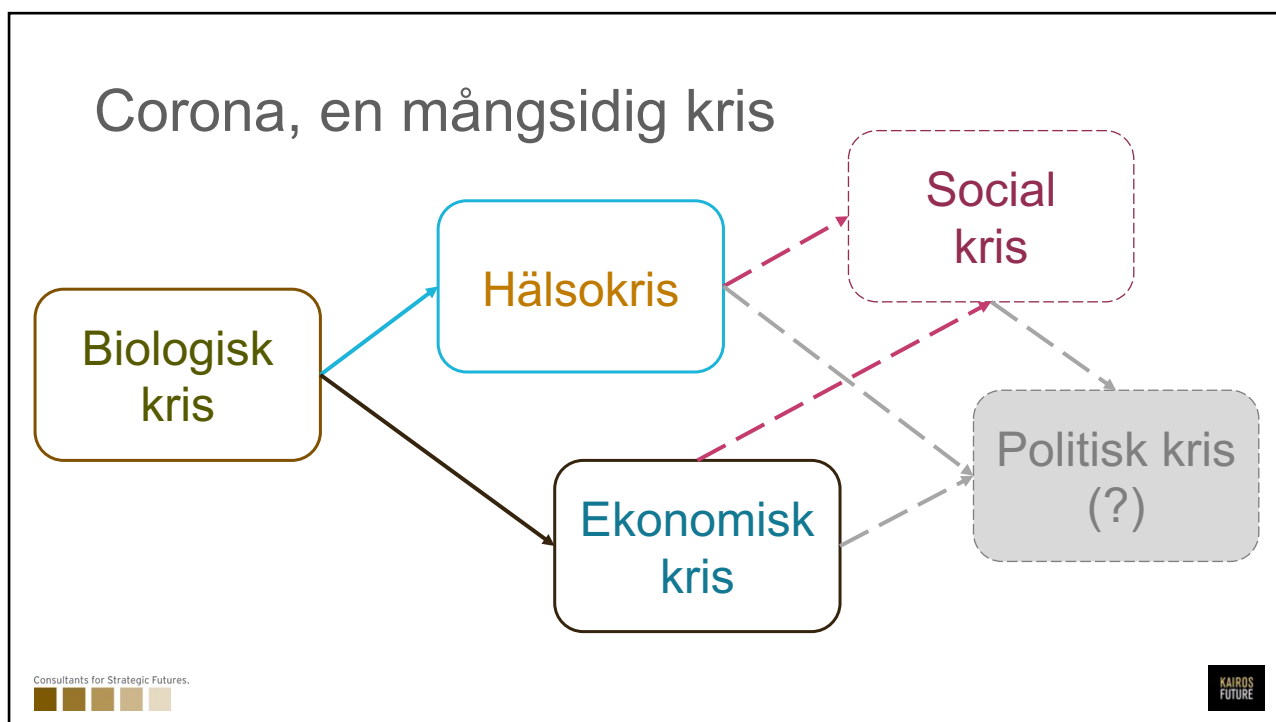 Corona, en mångsidig kris
Social
kris
Hälsokris
Biologisk
kris
Politisk kris
(?)
Ekonomisk
kris
Consultants for Strategic Futures.
KAIROS
FUTURE